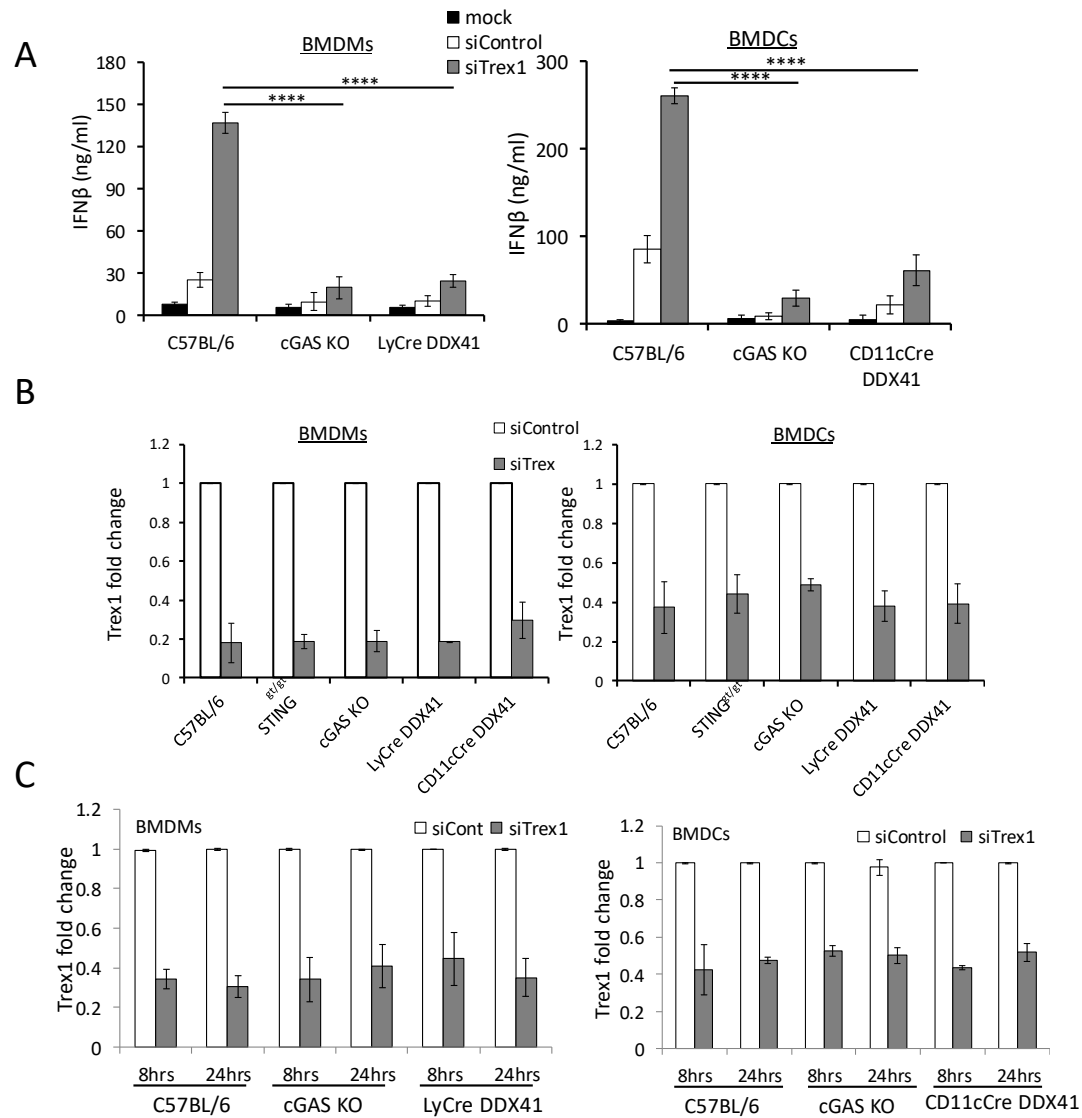 A
BMDMs
mock
siControl
siTrex1
BMDCs
IFNβ (ng/ml)
180
150
120
90
60
30
0
****
****
C57BL/6
cGAS KO
LyCre DDX41
IFNβ (ng/ml)
300
200
100
0
****
****
C57BL/6
cGAS KO
CD11cCre
DDX41
B
BMDMs
siControl
siTrex
BMDCs
Trex1 fold change
1.2
1
0.8
0.6
0.4
0.2
0
C57BL/6
STING gt/gt
cGAS KO
LyCre DDX41
CD11cCre DDX41
Trex1 fold change
1.2
1
0.8
0.6
0.4
0.2
0
C57BL/6
STING gt/gt
cGAS KO
LyCre DDX41
CD11cCre DDX41
C
BMDMs
siCont
siTrex1
Trex1 fold change
1.2
1
0.8
0.6
0.4
0.2
0
8hrs 24hrs 8hrs 24hrs 8hrs 24hrs
C57BL/6 cGAS KO LyCre DDX41
BMDCs
siControl
siTrex1
Trex1 fold change
1.2
1
0.8
0.6
0.4
0.2
0
8hrs 24hrs 8hrs 24hrs 8hrs 24hrs
C57BL/6 cGAS KO CD11cCre DDX41